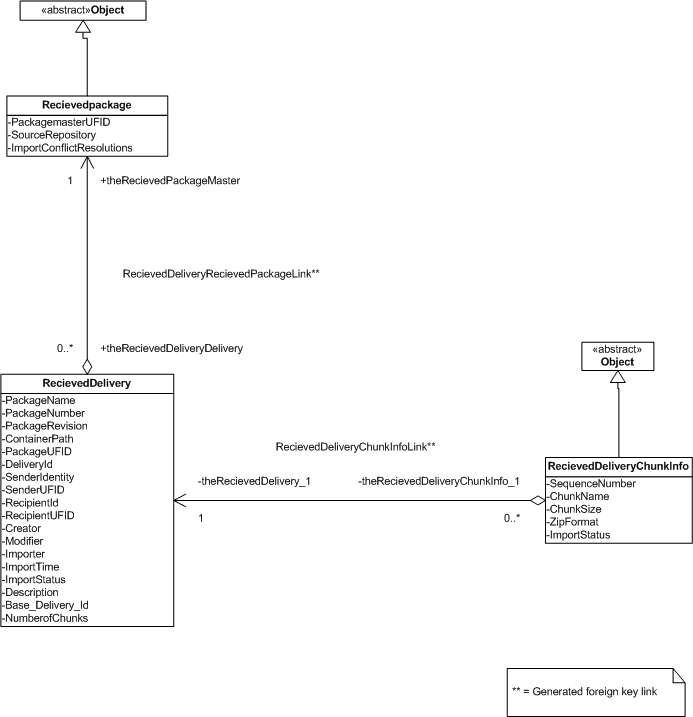 «abstract»Object
Recievedpackage
-PackagemasterUFID
-SourceRepository
-ImportConflictResolutions
1
+theRecievedPackageMaster
RecievedDeliveryRecievedPackageLink**
0..*
+theRecievedDeliveryDelivery
RecievedDelivery
-PackageName
-PackageNumber
-PackageRevision
-ContainerPath
-PackageUFID
-DeliveryId
-SenderIdentity
-SenderUFID
-RecipientId
-RecipientUFID
-Creator
-Modifier
-Importer
-ImportTime
-ImportStatus
-Description
-Base_Delivery_Id
-NumberofChunks
RecievedDeliveryChunkInfoLink**
-theRecievedDelivery_1
-theRecievedDeliveryChunkInfo_1
1
0..*
«abstract»
Object
RecievedDeliveryChunkInfo
-SequenceNumber
-ChunkName
-ChunkSize
-ZipFormat
-ImportStatus
** = Generated foreign key link